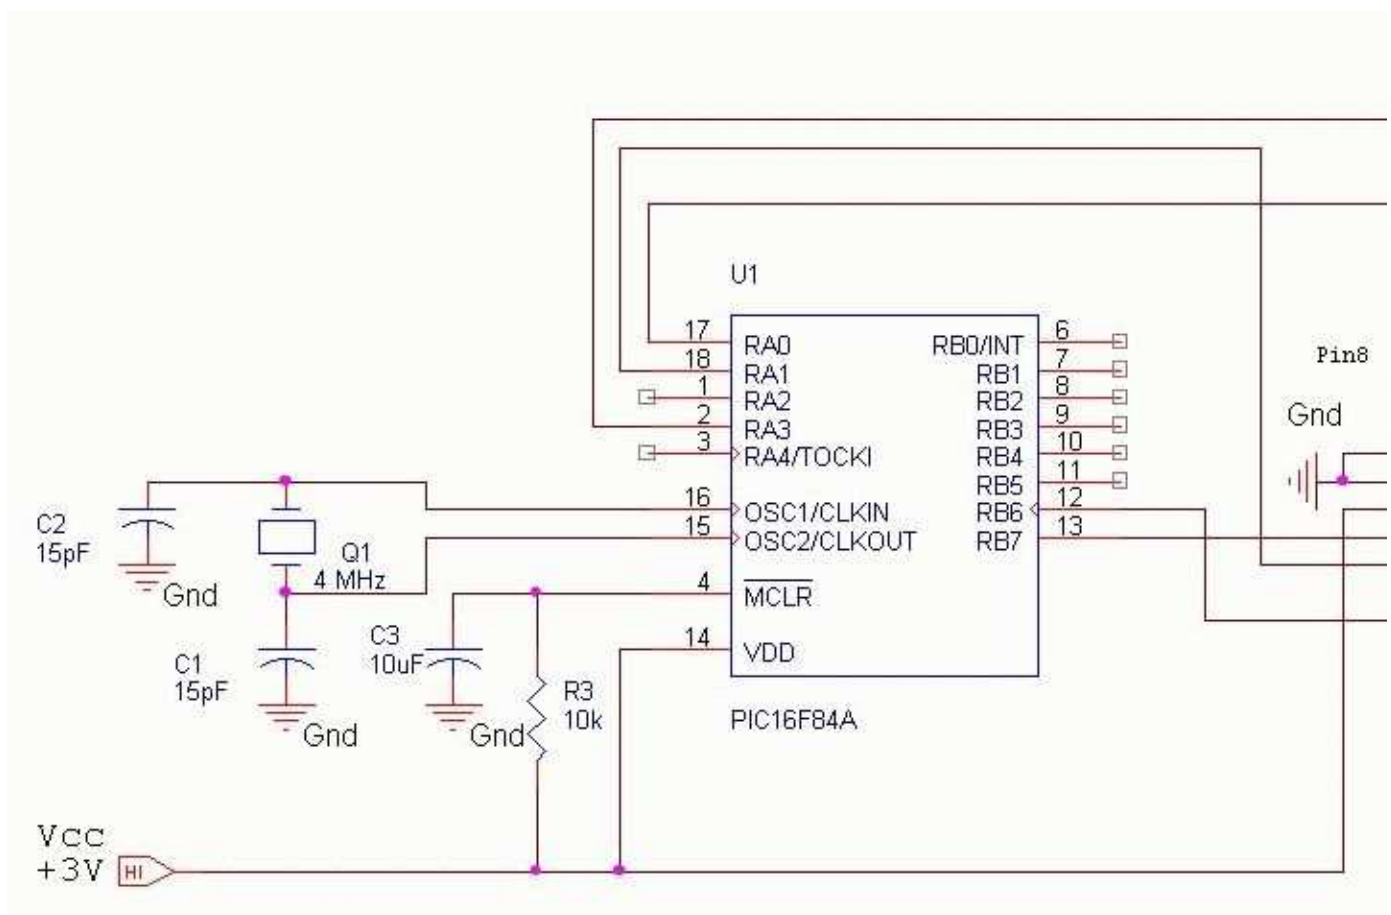 U1
17
RA0
18
RA1
1
RA2
2
RA3
3
RA4/TOCKI
16
OSC1/CLKIN
15
OSC2/CLKOUT
4
MCLR
14
VDD
RB0/INT
6
RB1
7
RB2
8
RB3
9
RB4
10
RB5
11
RB6
12
RB7
13
PIC16F84A
Pin8
Gnd
C2
15pF
Gnd
Q1
4 MHz
C1
15pF
Gnd
C3
10uF
Gnd
R3
10k
Vcc
+3V
HI